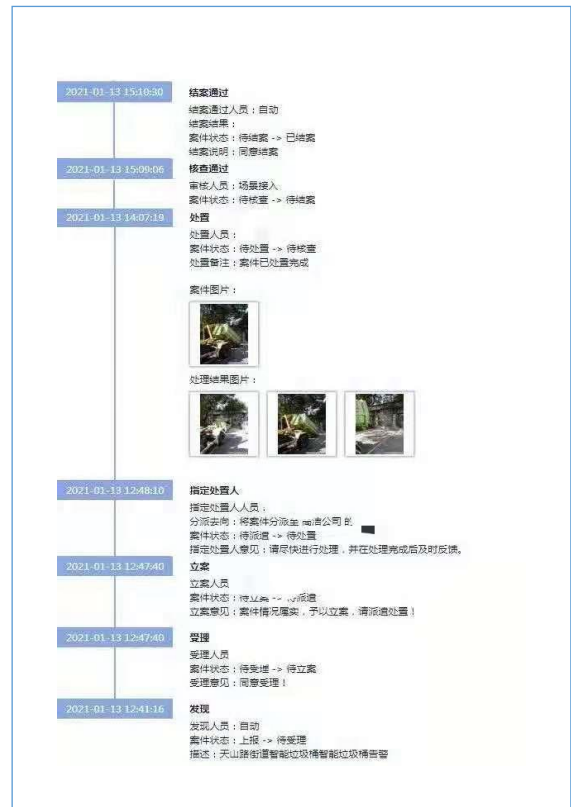 2021-01-13 15:10:30
结案通过
结案通过人员：自动
结案结果：
案件状态：待结案 -> 已结案
结案说明：同意结案
2021-01-13 15:09:06
核查通过
审核人员：场景接入
案件状态：待核查 -> 待结案
2021-01-13 14:07:19
处置
处置人员：
案件状态：待处置 -> 待核查
处置备注：案件已处置完成
案件图片：
处理结果图片：
2021-01-13 12:48:10
指定处置人
指定处置人人员：
分派去向：将案件分派至 洁公司 的
案件状态：待派遣 -> 待处置
指定处置人意见：请尽快进行处理，并在处理完成后及时反馈。
2021-01-13 12:47:40
立案
立案人员
案件状态：待立案 -> 待派遣
立案意见：案件情况属实，予以立案，请派遣处置！
2021-01-13 12:47:40
受理
受理人员
案件状态：待受理 -> 待立案
受理意见：同意受理！
2021-01-13 12:41:16
发现
发现人员：自动
案件状态：上报 -> 待受理
描述：天山路街道智能垃圾桶智能垃圾桶告警